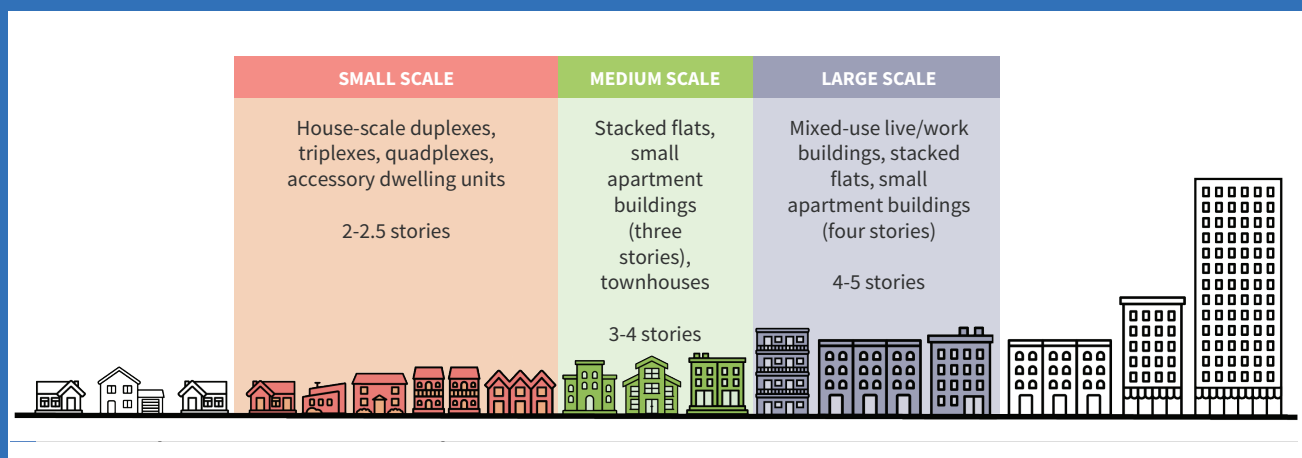 SMALL SCALE
House-scale duplexes,
triplexes, quadplexes,
accessory dwelling units
2-2.5 stories
MEDIUM SCALE
Stacked flats,
small
apartment
buildings
(three
stories),
townhouses
3-4 stories
LARGE SCALE
Mixed-use live/work
buildings, stacked
flats, small
apartment buildings
(four stories)
4-5 stories